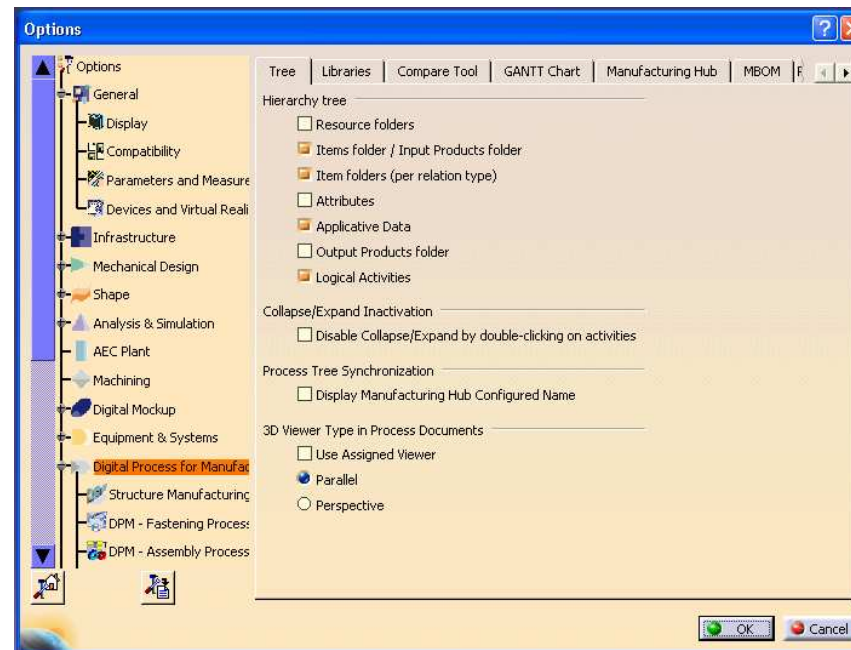 Options
Options
General
Display
Compatibility
Parameters and Measure
Devices and Virtual Reali
Infrastructure
Mechanical Design
Shape
Analysis & Simulation
AEC Plant
Machining
Digital Mockup
Equipment & Systems
Digital Process for Manufac
Structure Manufacturing
DPM - Fastening Process
DPM - Assembly Process
Tree Libraries Compare Tool GANTT Chart Manufacturing Hub MBOM
Hierarchy tree
Resource folders
Items folder / Input Products folder
Item folders (per relation type)
Attributes
Applicative Data
Output Products folder
Logical Activities
Collapse/Expand Inactivation
Disable Collapse/Expand by double-clicking on activities
Process Tree Synchronization
Display Manufacturing Hub Configured Name
3D Viewer Type in Process Documents
Use Assigned Viewer
Parallel
Perspective
OK Cancel